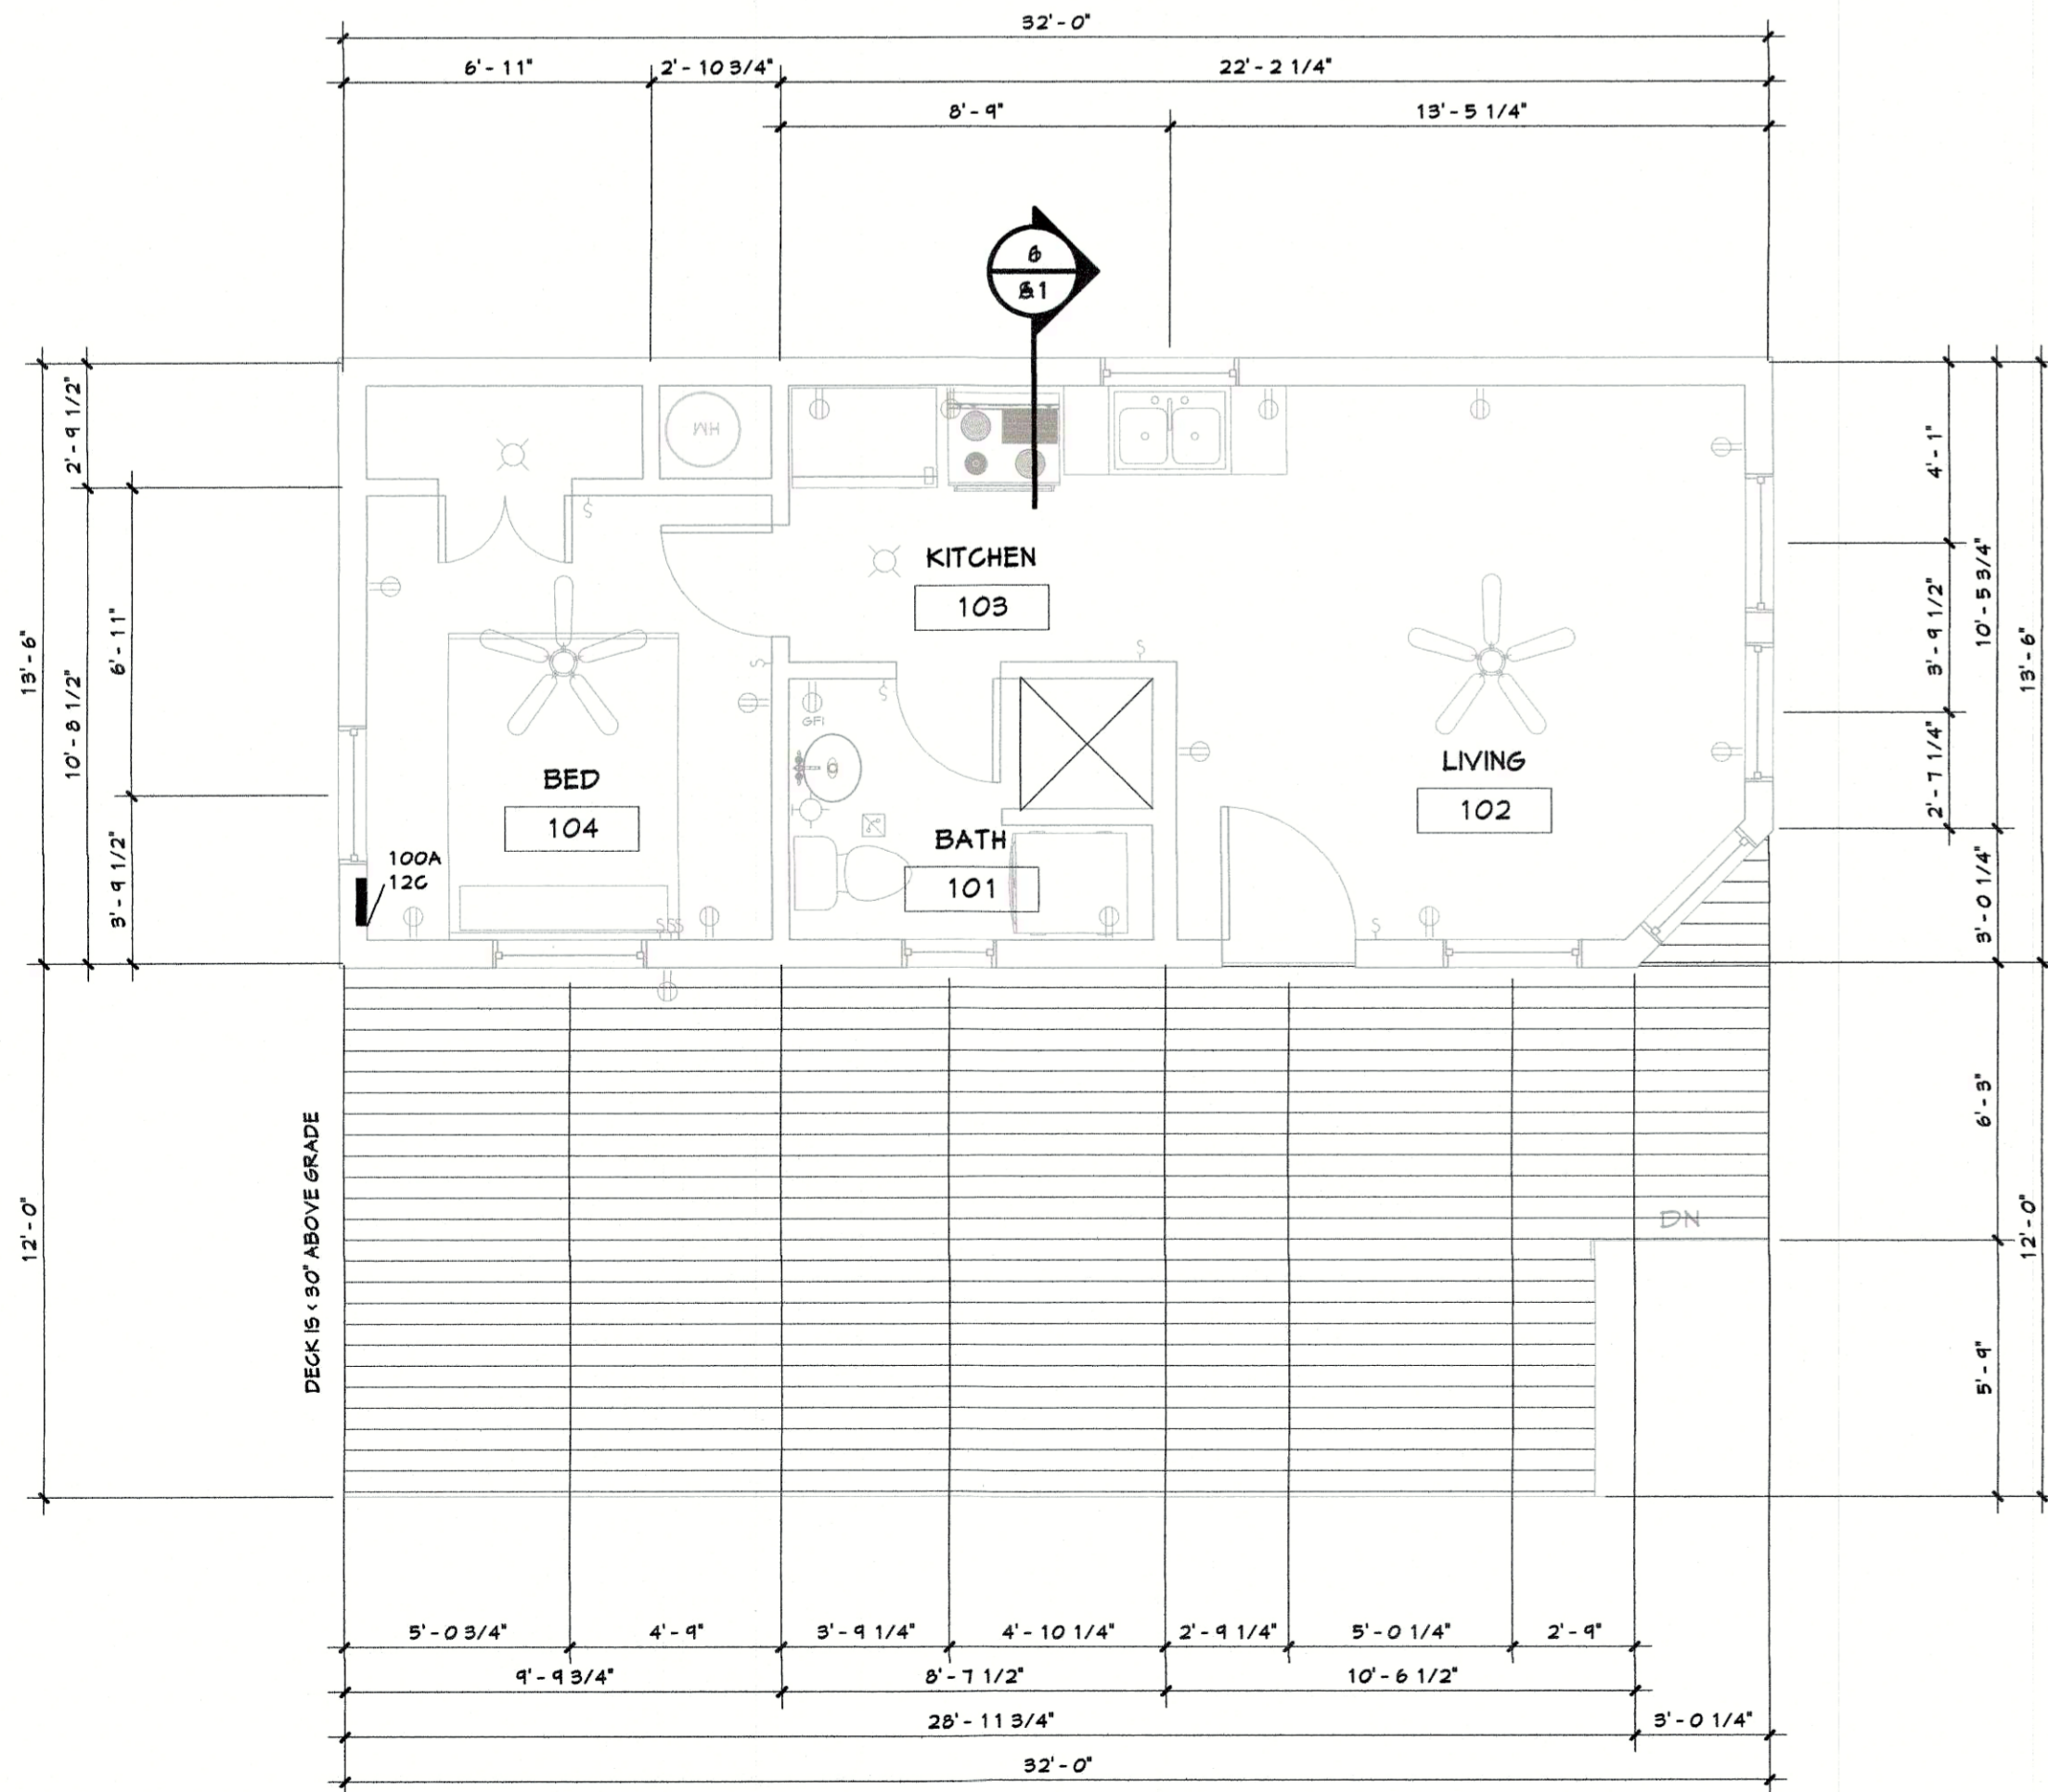 32'-0"
6'-11" 2'-10 3/4" 22'-2 1/4"
8'-9" 13'-5 1/4"
6
HM
2'-9 1/2"
4'-1"
KITCHEN
103
13'-6"
10'-8 1/2"
6'-11"
3'-9 1/2"
10'-5 3/4"
13'-6"
GFI
BED
104
LIVING
102
2'-7 1/4"
BATH
101
100A
12C
3'-9 1/2"
3'-0 1/4"
S
S
S
S
S
SSS
6'-3"
DECK IS < 30" ABOVE GRADE
12'-0"
DN
12'-0"
5'-9"
5'-0 3/4" 4'-9" 3'-9 1/4" 4'-10 1/4" 2'-9 1/4" 5'-0 1/4" 2'-9"
9'-9 3/4" 8'-7 1/2" 10'-6 1/2"
28'-11 3/4" 3'-0 1/4"
32'-0"